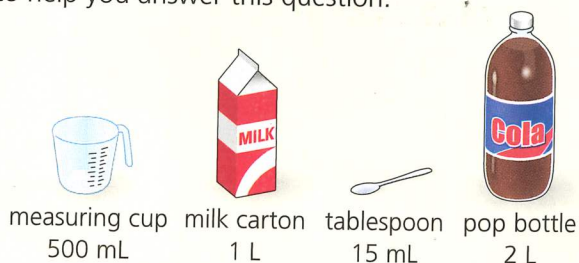 to help you answer this question.
MILK
Cola
measuring cup milk carton tablespoon pop bottle
500 mL 1 L 15 mL 2 L